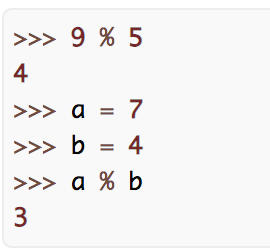 >>> 9 % 5
4
>>> a = 7
>>> b = 4
>>> a % b
3